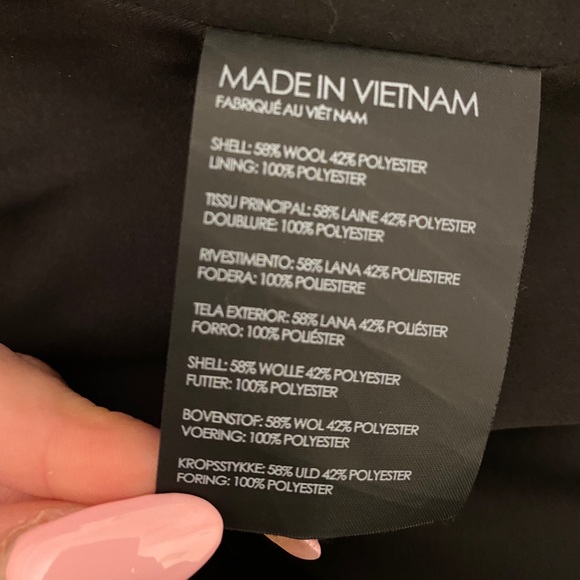 MADE IN VIETNAM
FABRIQUÉ AU VIÊT NAM
SHELL: 58% WOOL 42% POLYESTER
LINING: 100% POLYESTER
TISSU PRINCIPAL: 58% LAINE 42% POLYESTER
DOUBLURE: 100% POLYESTER
RIVESTIMENTO: 58% LANA 42% POLIESTERE
FODERA: 100% POLIESTERE
TELA EXTERIOR: 58% LANA 42% POLIÉSTER
FORRO: 100% POLIÉSTER
SHELL: 58% WOLLE 42% POLYESTER
FUTTER: 100% POLYESTER
BOVENSTOF: 58% WOL 42% POLYESTER
VOERING: 100% POLYESTER
KROPSSTYKKE: 58% ULD 42% POLYESTER
FORING: 100% POLYESTER